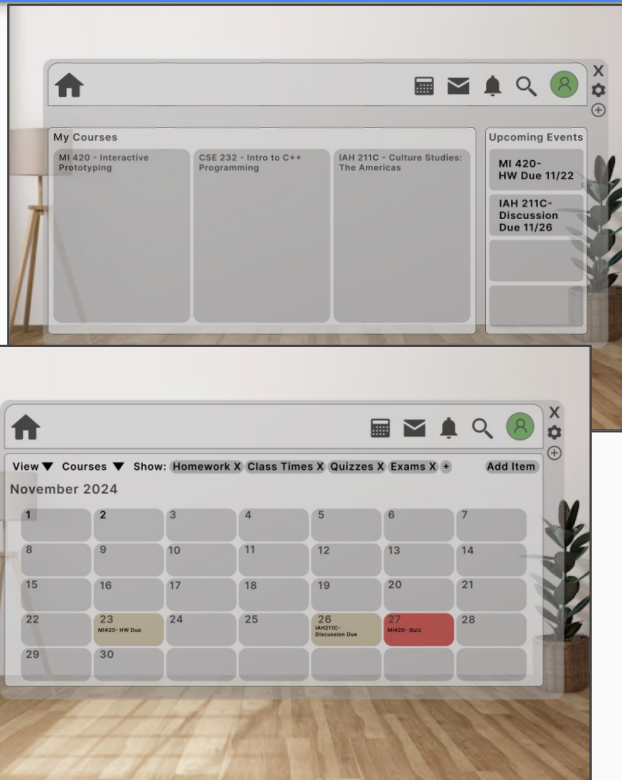 X
My Courses
Upcoming Events
MI 420 - Interactive
Prototyping
CSE 232 - Intro to C++
Programming
IAH 211C - Culture Studies:
The Americas
MI 420-
HW Due 11/22
IAH 211C-
Discussion
Due 11/26
X
View Courses Show: Homework X Class Times X Quizzes X Exams X + Add Item
November 2024
1 2 3 4 5 6 7
8 9 10 11 12 13 14
15 16 17 18 19 20 21
22 23 24 25 26 27 28
MI420- HW Due
IAH211C-
Discussion Due
MI420- Quiz
29 30